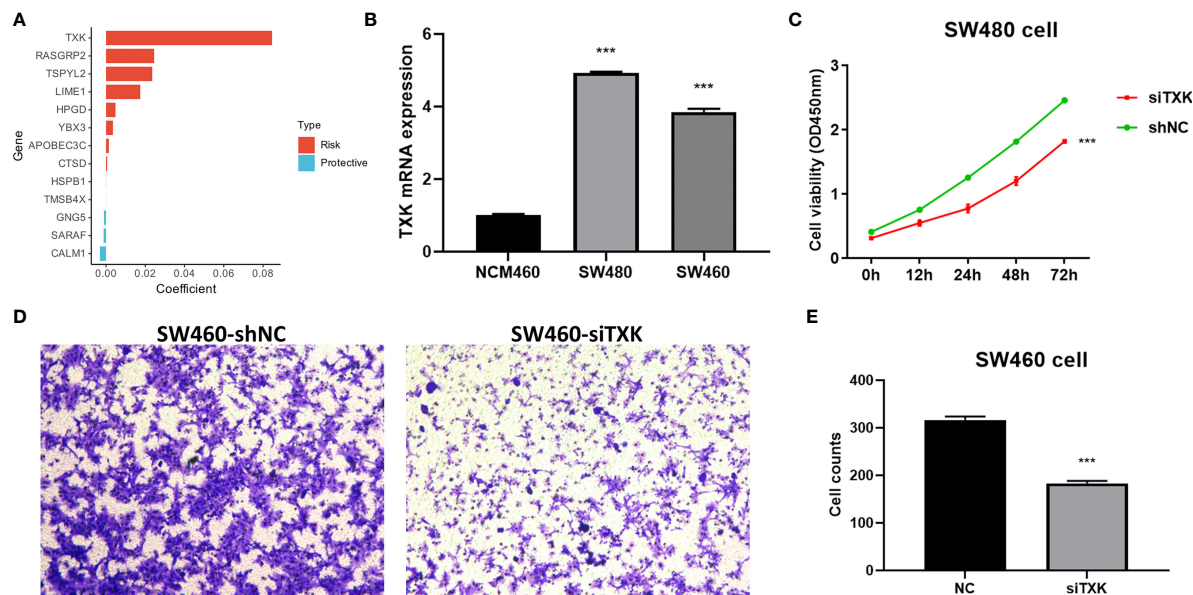 A
TXK
RASGRP2
TSPYL2
LIME1
HPGD
YBX3
APOBEC3C
CTSD
HSPB1
TMSB4X
GNG5
SARAF
CALM1
Gene
0.00 0.02 0.04 0.06 0.08
Coefficient
Type
Risk
Protective
B
TXK mRNA expression
6
4
2
0
***
***
NCM460 SW480 SW460
C
SW480 cell
Cell viability (OD450nm)
3
2
1
0
0h 12h 24h 48h 72h
siTXK
shNC
***
D
SW460-shNC
SW460-siTXK
E
SW460 cell
Cell counts
400
300
200
100
0
***
NC siTXK